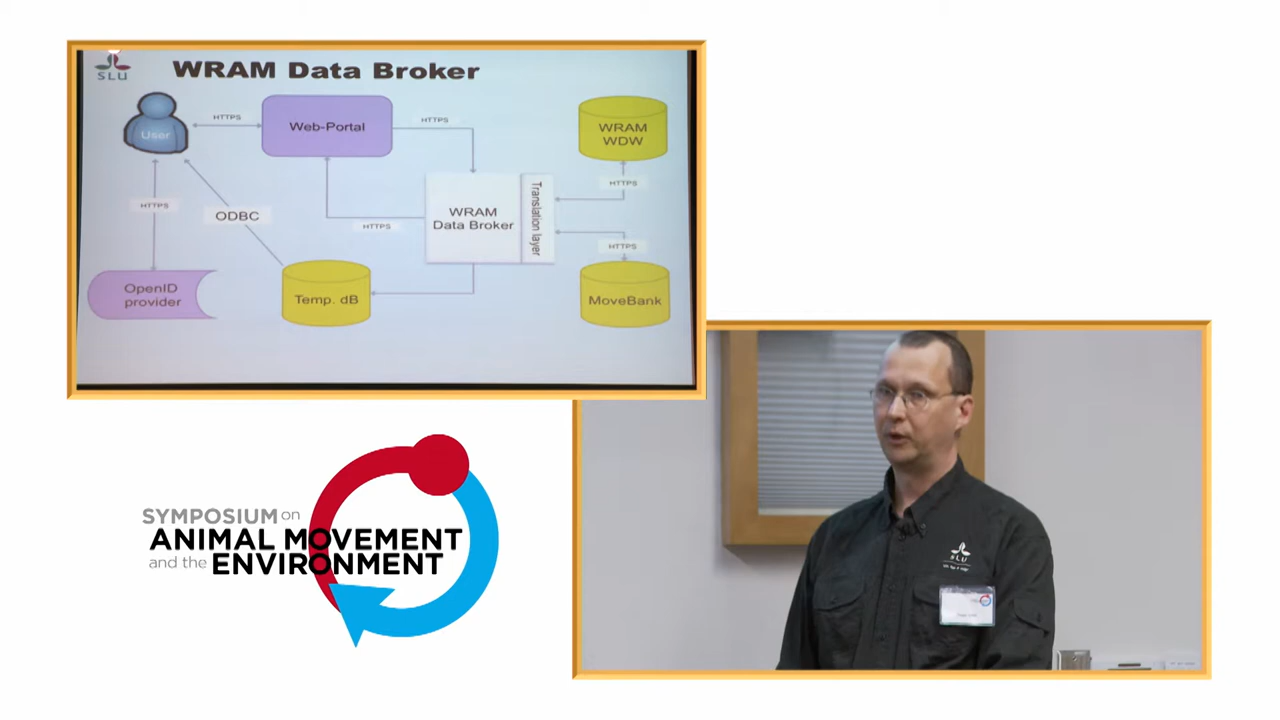 SLU
WRAM Data Broker
User
HTTPS
Web-Portal
HTTPS
WRAM
WDW
HTTPS
HTTPS
ODBC
HTTPS
WRAM
Data Broker
Translation layer
HTTPS
OpenID
provider
Temp. dB
MoveBank
SYMPOSIUM on
ANIMAL MOVEMENT
and the ENVIRONMENT
SLU